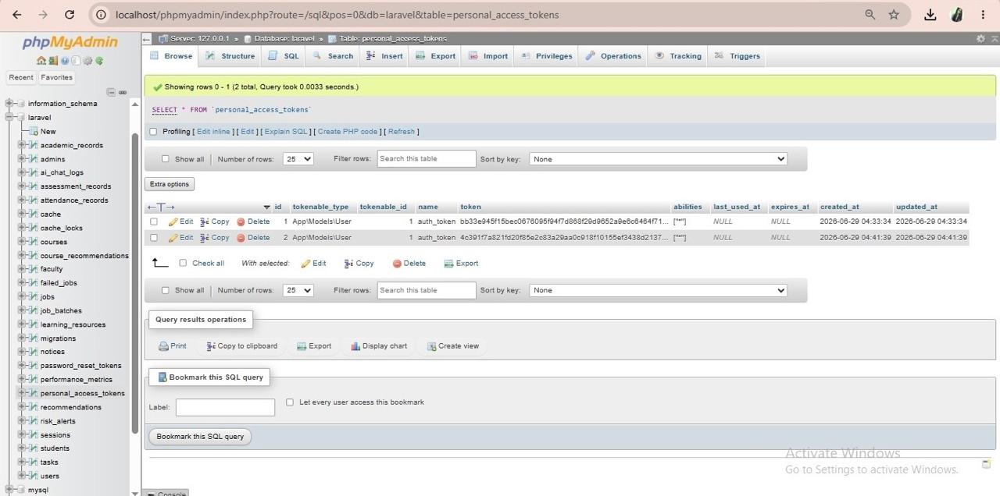 localhost/phpmyadmin/index.php?route=/sql&pos=0&db=laravel&table=personal_access_tokens
phpMyAdmin
Recent Favorites
information_schema
laravel
New
academic_records
admins
ai_chat_logs
assessment_records
attendance_records
cache
cache_locks
courses
course_recommendations
faculty
failed_jobs
jobs
job_batches
learning_resources
migrations
notices
password_reset_tokens
performance_metrics
personal_access_tokens
recommendations
risk_alerts
sessions
students
tasks
users
mysql
Server: 127.0.0.1 » Database: laravel » Table: personal_access_tokens
Browse Structure SQL Search Insert Export Import Privileges Operations Tracking Triggers
Showing rows 0 - 1 (2 total, Query took 0.0033 seconds.)
SELECT * FROM `personal_access_tokens`
Profiling [ Edit inline ] [ Edit ] [ Explain SQL ] [ Create PHP code ] [ Refresh ]
Show all Number of rows: 25 Filter rows: Search this table Sort by key: None
Extra options
←T→ id tokenable_type tokenable_id name token abilities last_used_at expires_at created_at updated_at
Edit Copy Delete 1 App\Models\User 1 auth_token bb33e945f15bec0676095f94f7d868f29d9652a9e6c6464f71... ["*"] NULL NULL 2026-06-29 04:33:34 2026-06-29 04:33:34
Edit Copy Delete 2 App\Models\User 1 auth_token 4c391f7a821fd20f85e2c83a29aa0c918f10155ef3438d2137... ["*"] NULL NULL 2026-06-29 04:41:39 2026-06-29 04:41:39
Check all With selected: Edit Copy Delete Export
Show all Number of rows: 25 Filter rows: Search this table Sort by key: None
Query results operations
Print Copy to clipboard Export Display chart Create view
Bookmark this SQL query
Label: Let every user access this bookmark
Bookmark this SQL query
Console
Activate Windows
Go to Settings to activate Windows.